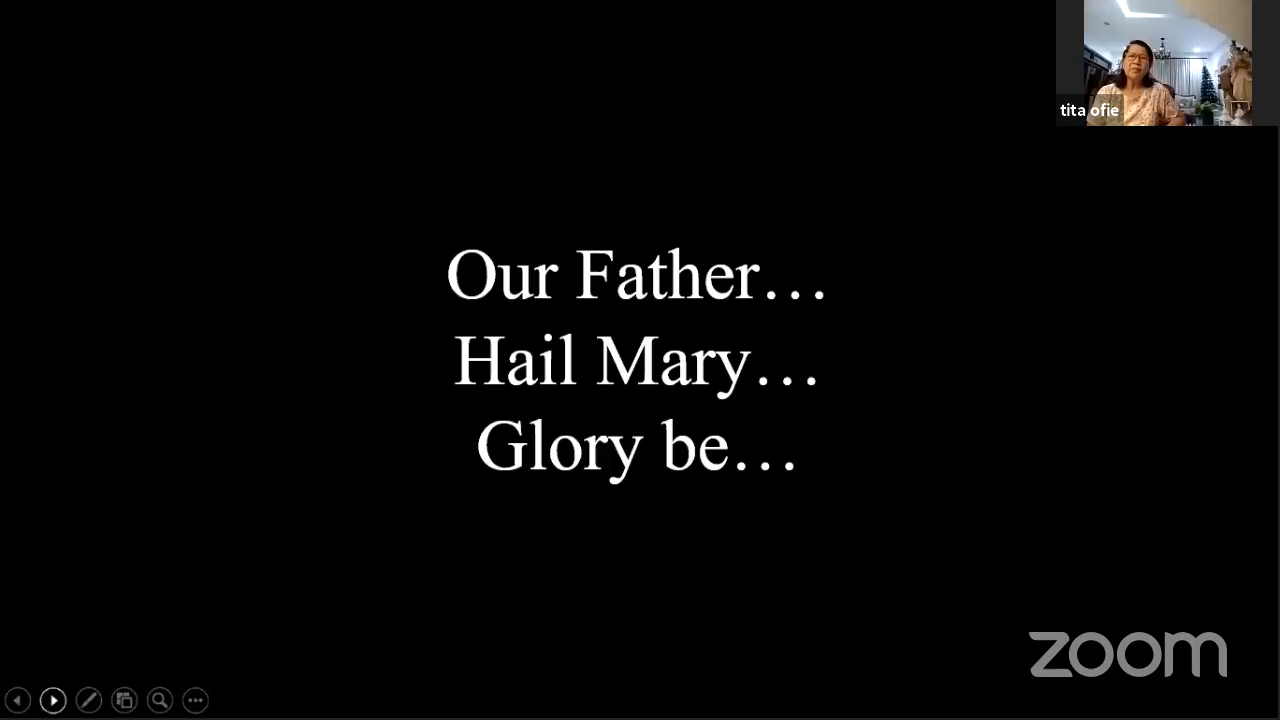 tita ofie
Our Father…
Hail Mary…
Glory be…
zoom